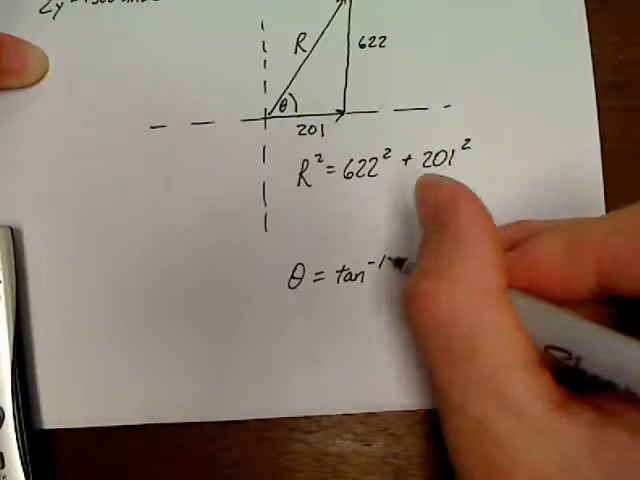 R
622
θ
201
R² = 622² + 201²
θ = tan⁻¹